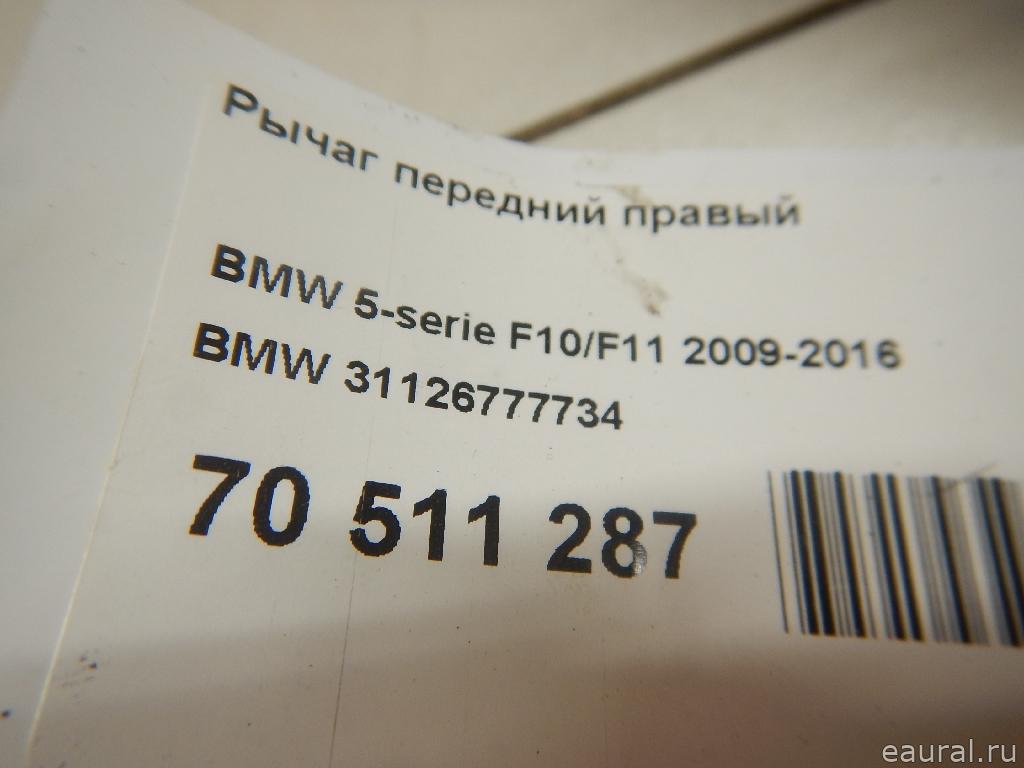 Рычаг передний правый
BMW 5-serie F10/F11 2009-2016
BMW 31126777734
70 511 287
eaural.ru